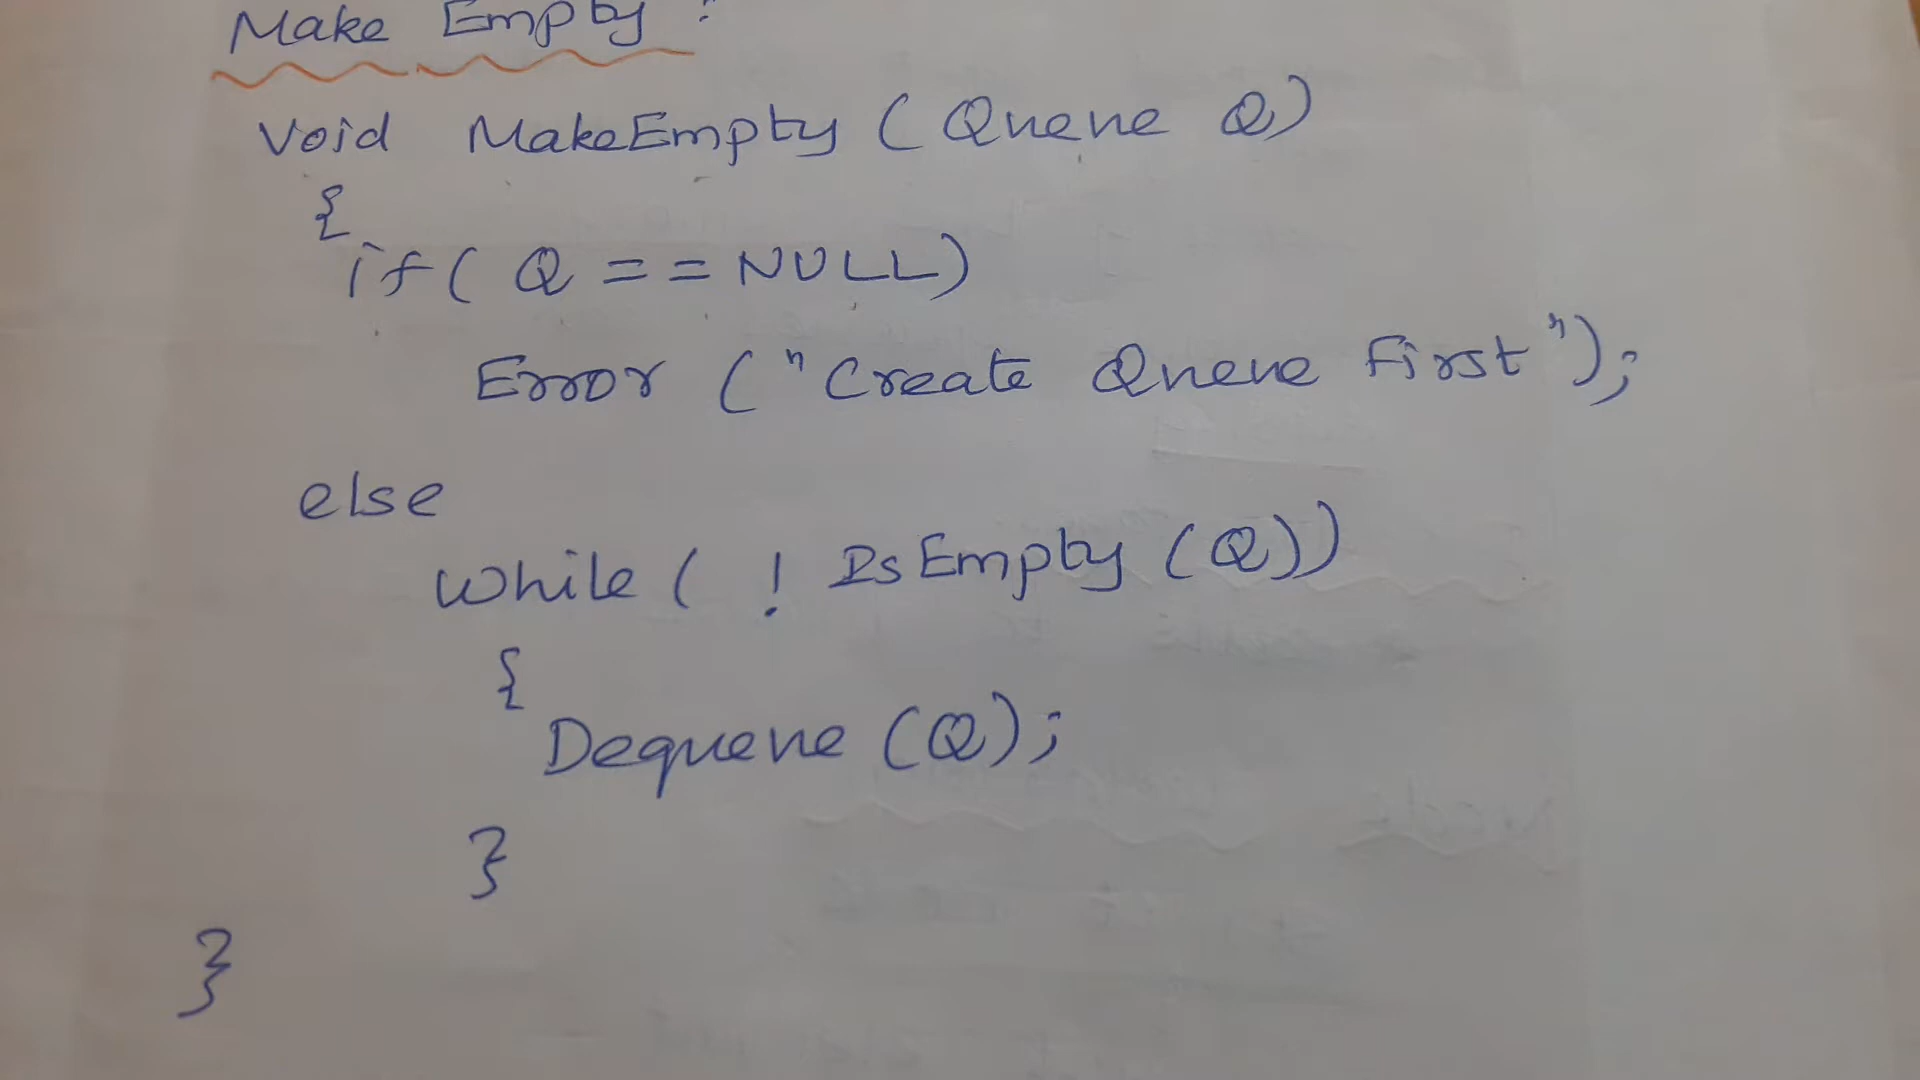 Make Empty :
Void MakeEmpty ( Queue Q)
{
if ( Q == NULL)
Error ("Create Queue First");
else
While ( ! IsEmpty (Q))
{
Dequeue (Q);
}
}